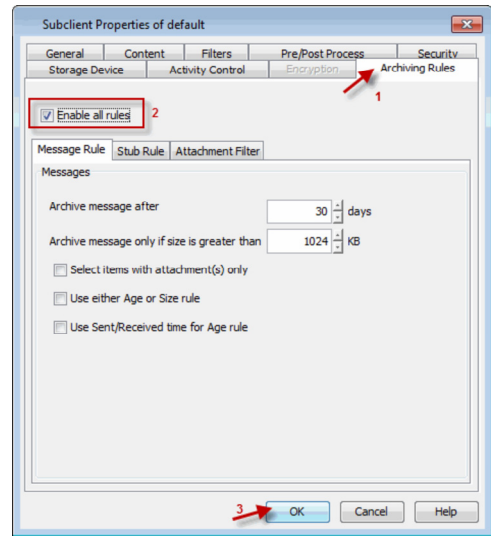 Subclient Properties of default
General Content Filters Pre/Post Process Security
Storage Device Activity Control Encryption Archiving Rules
1
Enable all rules 2
Message Rule Stub Rule Attachment Filter
Messages
Archive message after 30 days
Archive message only if size is greater than 1024 KB
Select items with attachment(s) only
Use either Age or Size rule
Use Sent/Received time for Age rule
3 OK Cancel Help